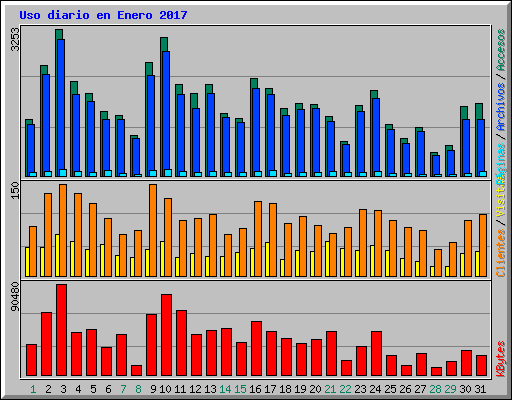 Uso diario en Enero 2017
3253
150
90480
Clientes / Visitas
Páginas / Archivos / Accesos
KBytes
1 2 3 4 5 6 7 8 9 10 11 12 13 14 15 16 17 18 19 20 21 22 23 24 25 26 27 28 29 30 31